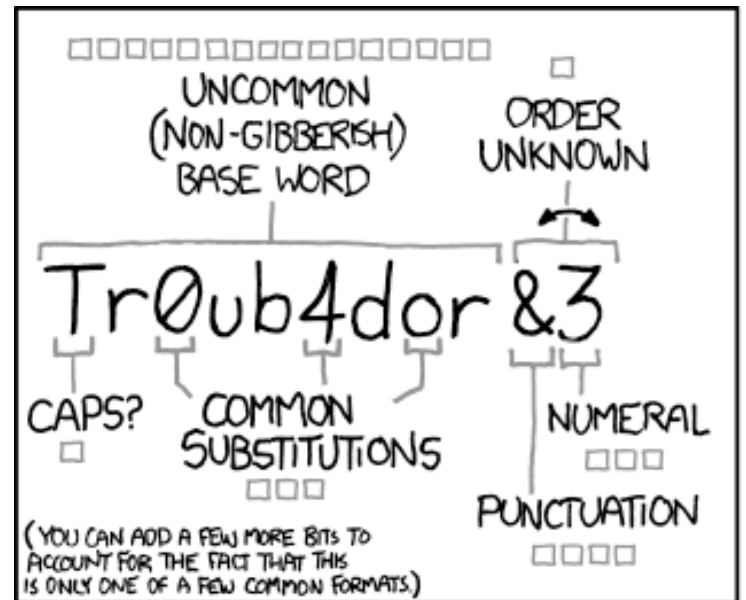 UNCOMMON
(NON-GIBBERISH)
BASE WORD
ORDER
UNKNOWN
Tr0ub4dor &3
CAPS?
COMMON
SUBSTITUTIONS
NUMERAL
PUNCTUATION
(YOU CAN ADD A FEW MORE BITS TO
ACCOUNT FOR THE FACT THAT THIS
IS ONLY ONE OF A FEW COMMON FORMATS.)